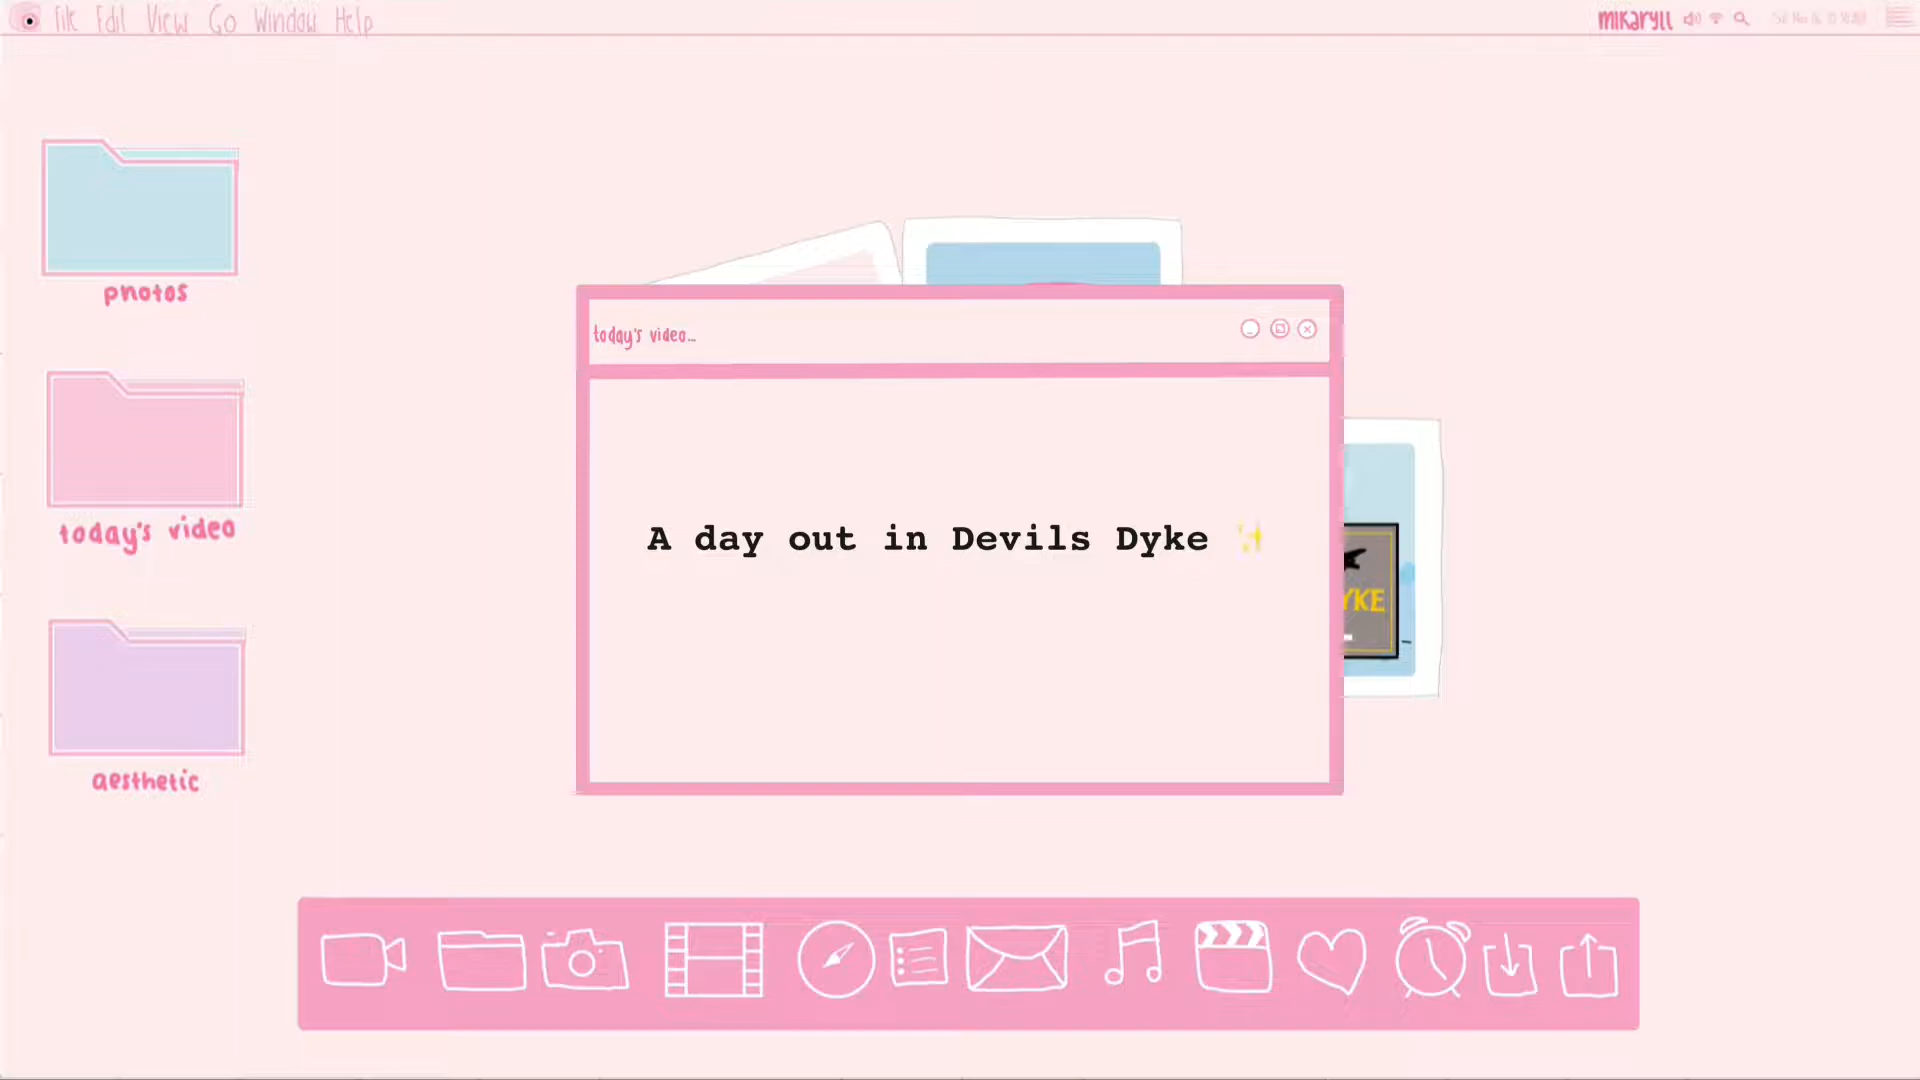 File Edit View Go Window Help
mikaryll
photos
today's video...
today's video
A day out in Devils Dyke ✨
YKE
aesthetic